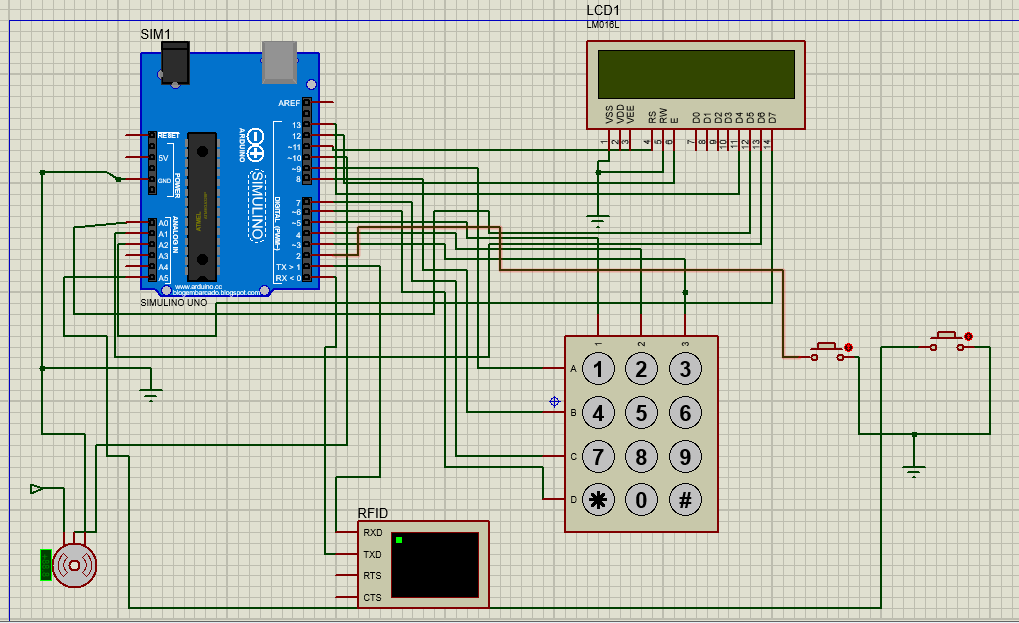 LCD1
LM016L
SIM1
VSS
VDD
VEE
RS
RW
E
D0
D1
D2
D3
D4
D5
D6
D7
1
2
3
4
5
6
7
8
9
10
11
12
13
14
AREF
13
12
~11
~10
~9
8
7
~6
~5
4
~3
2
TX > 1
RX < 0
RESET
5V
GND
POWER
A0
A1
A2
A3
A4
A5
ANALOG IN
ATMEL
ARDUINO
SIMULINO
DIGITAL (PWM~)
www.arduino.cc
blogembarcado.blogspot.com
SIMULINO UNO
1
2
3
A
B
C
D
1 2 3
4 5 6
7 8 9
✱ 0 #
RFID
RXD
TXD
RTS
CTS